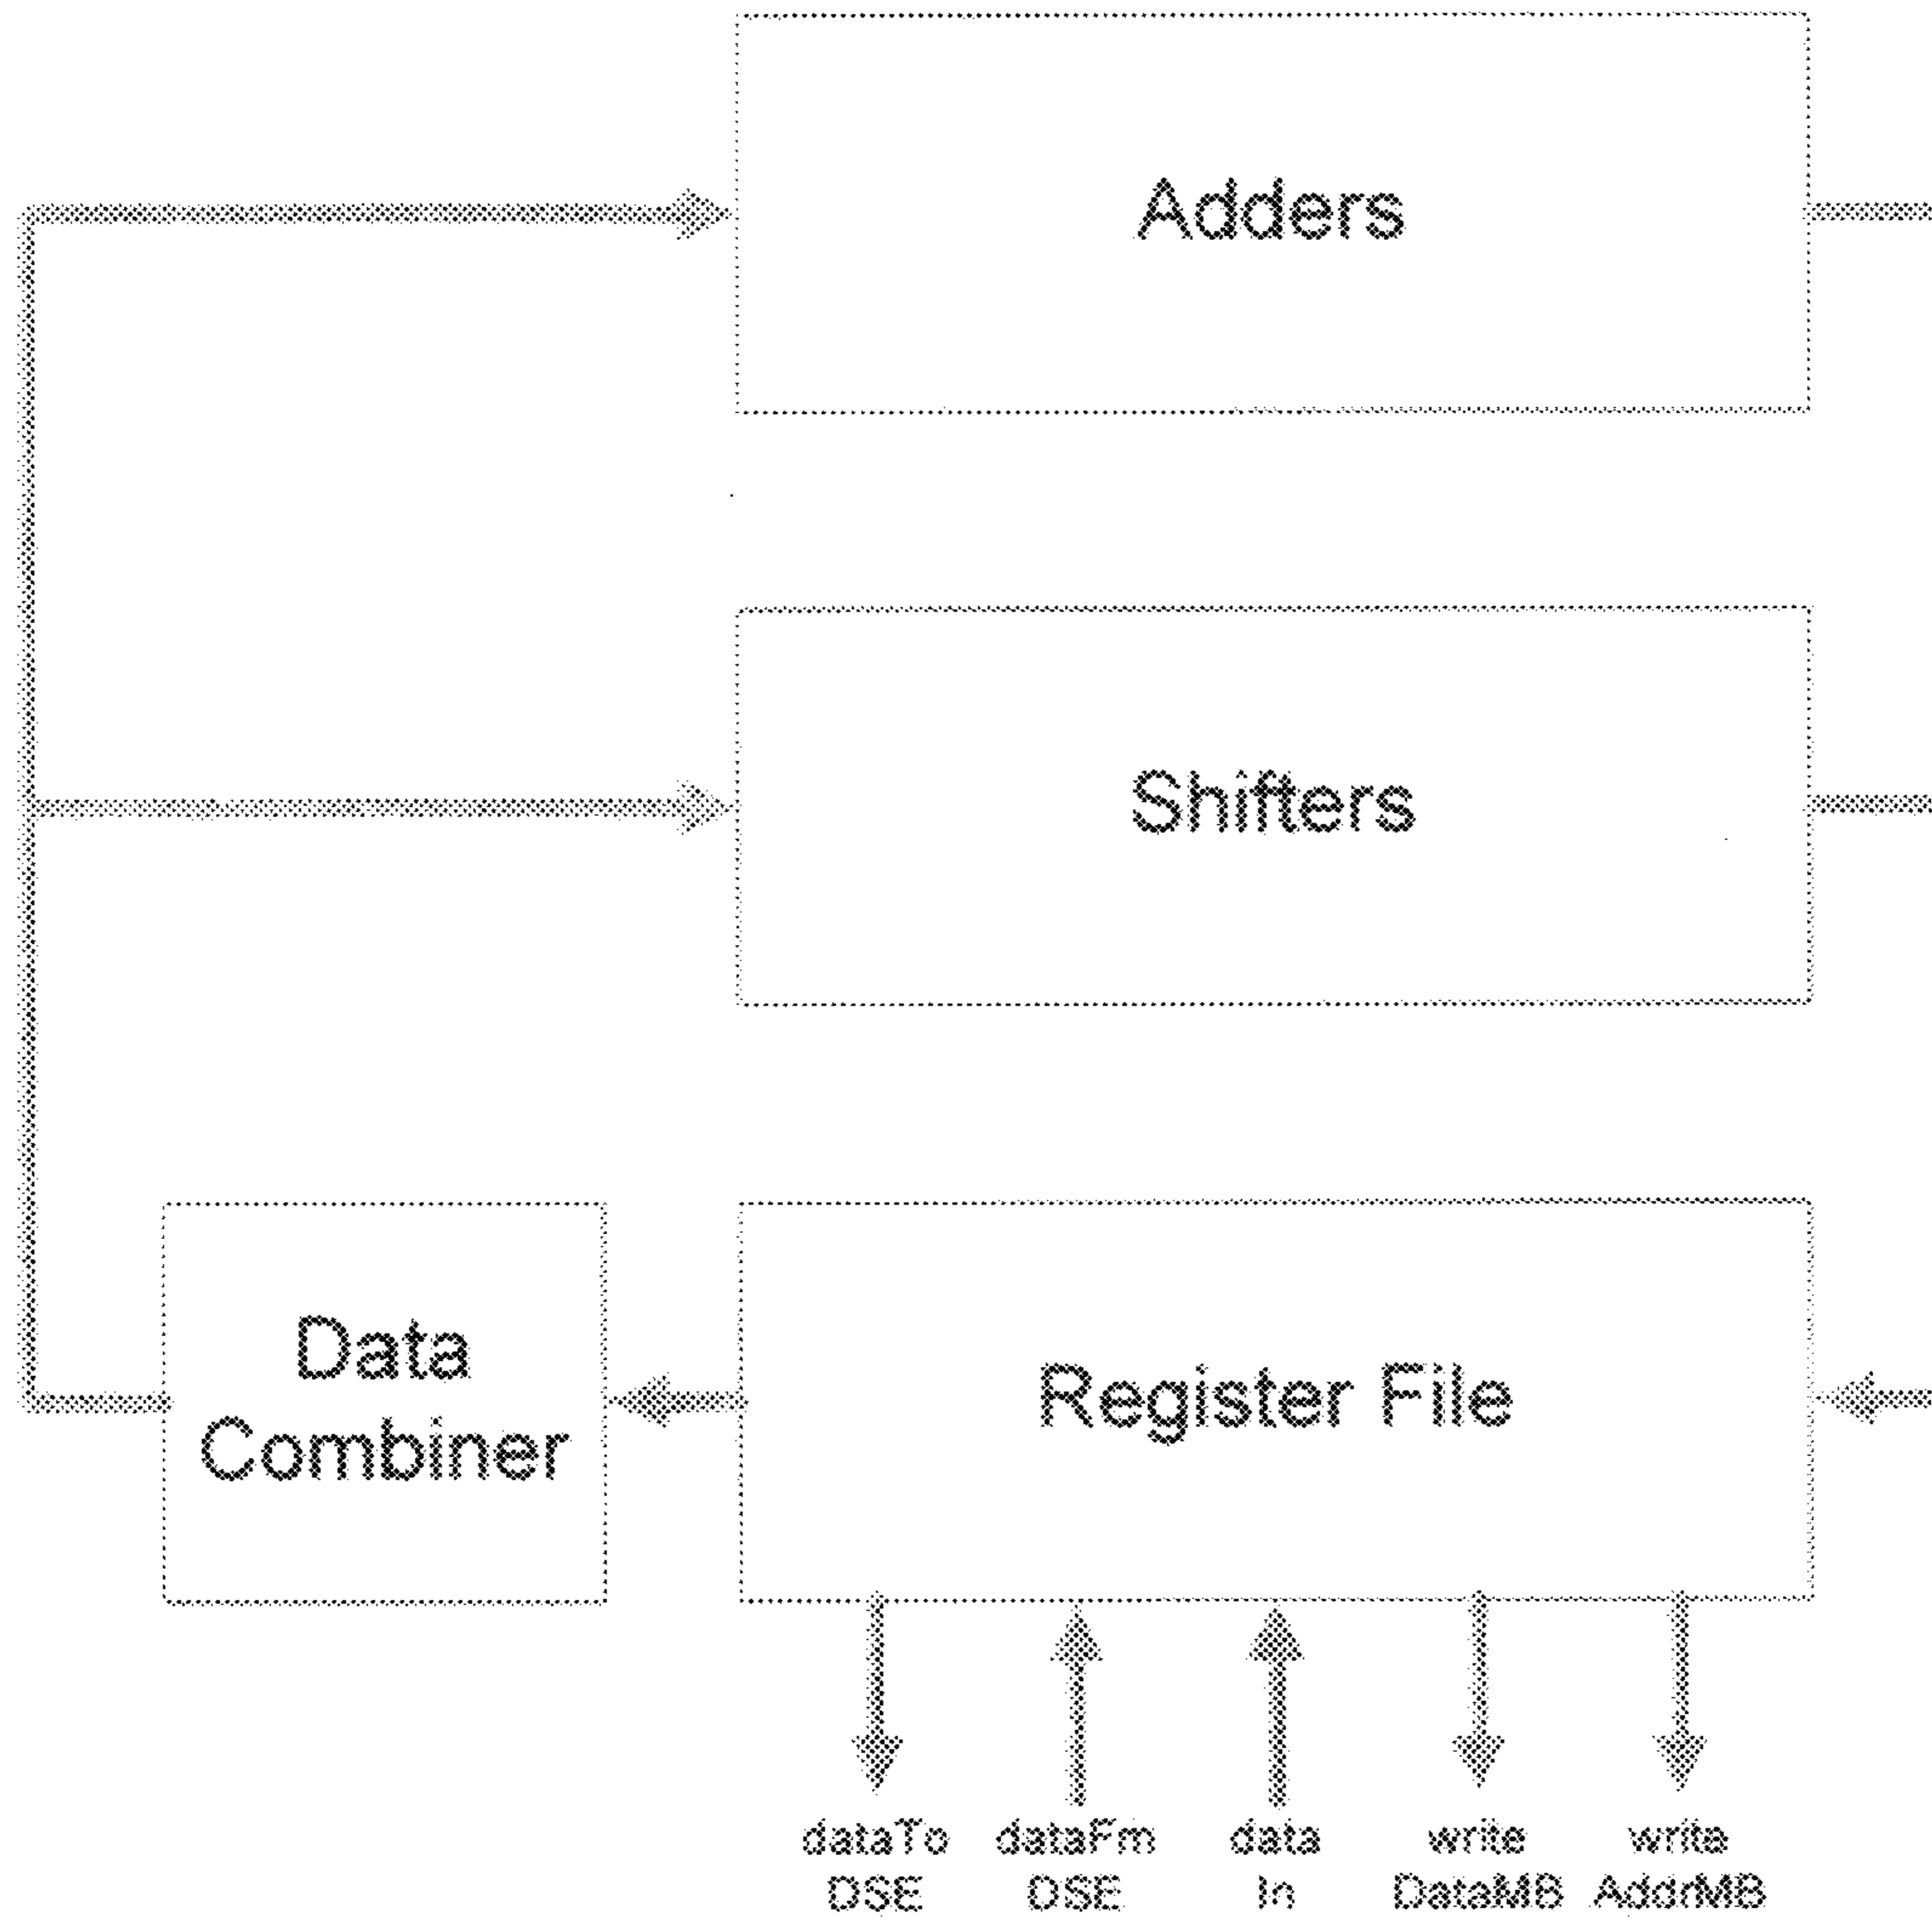 Adders
Shifters
Data
Combiner
Register File
dataTo dataFm data write write
DSE DSE In DataMB AddrMB